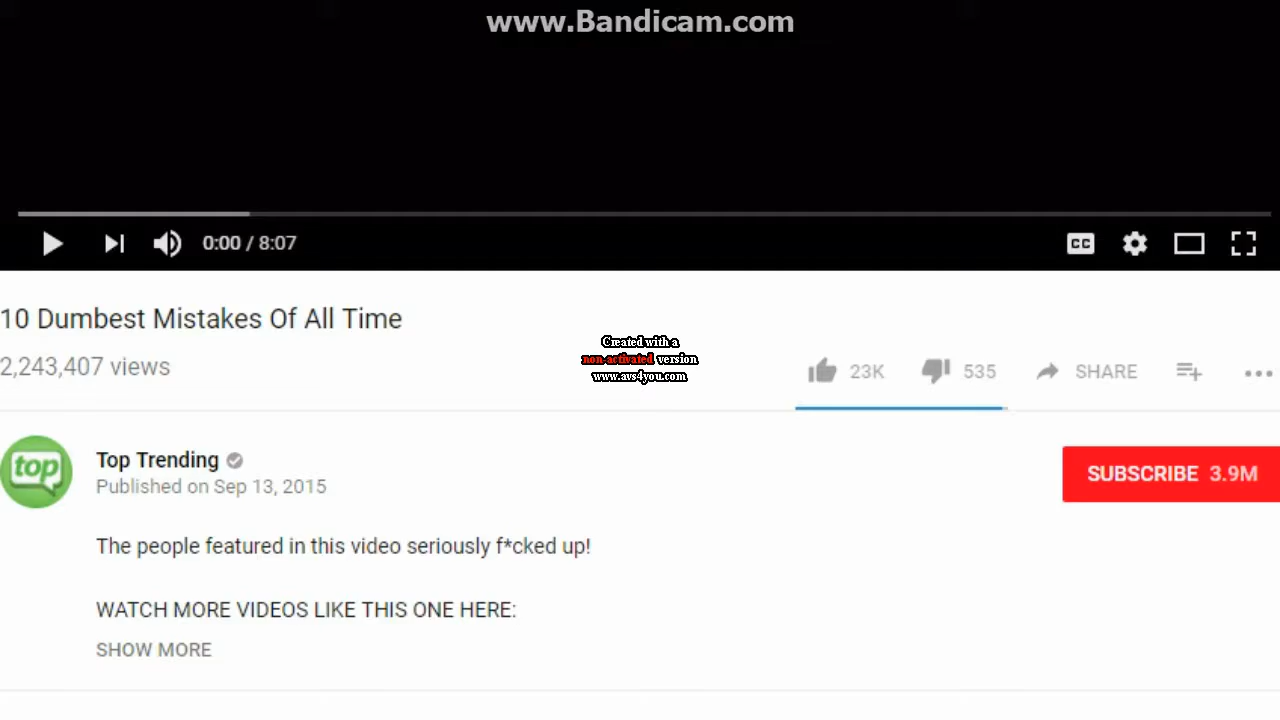 www.Bandicam.com
CC
0:00 / 8:07
10 Dumbest Mistakes Of All Time
Created with a
non-activated version
www.avs4you.com
2,243,407 views
23K 535 SHARE
top
Top Trending
Published on Sep 13, 2015
SUBSCRIBE 3.9M
The people featured in this video seriously f*cked up!
WATCH MORE VIDEOS LIKE THIS ONE HERE:
SHOW MORE